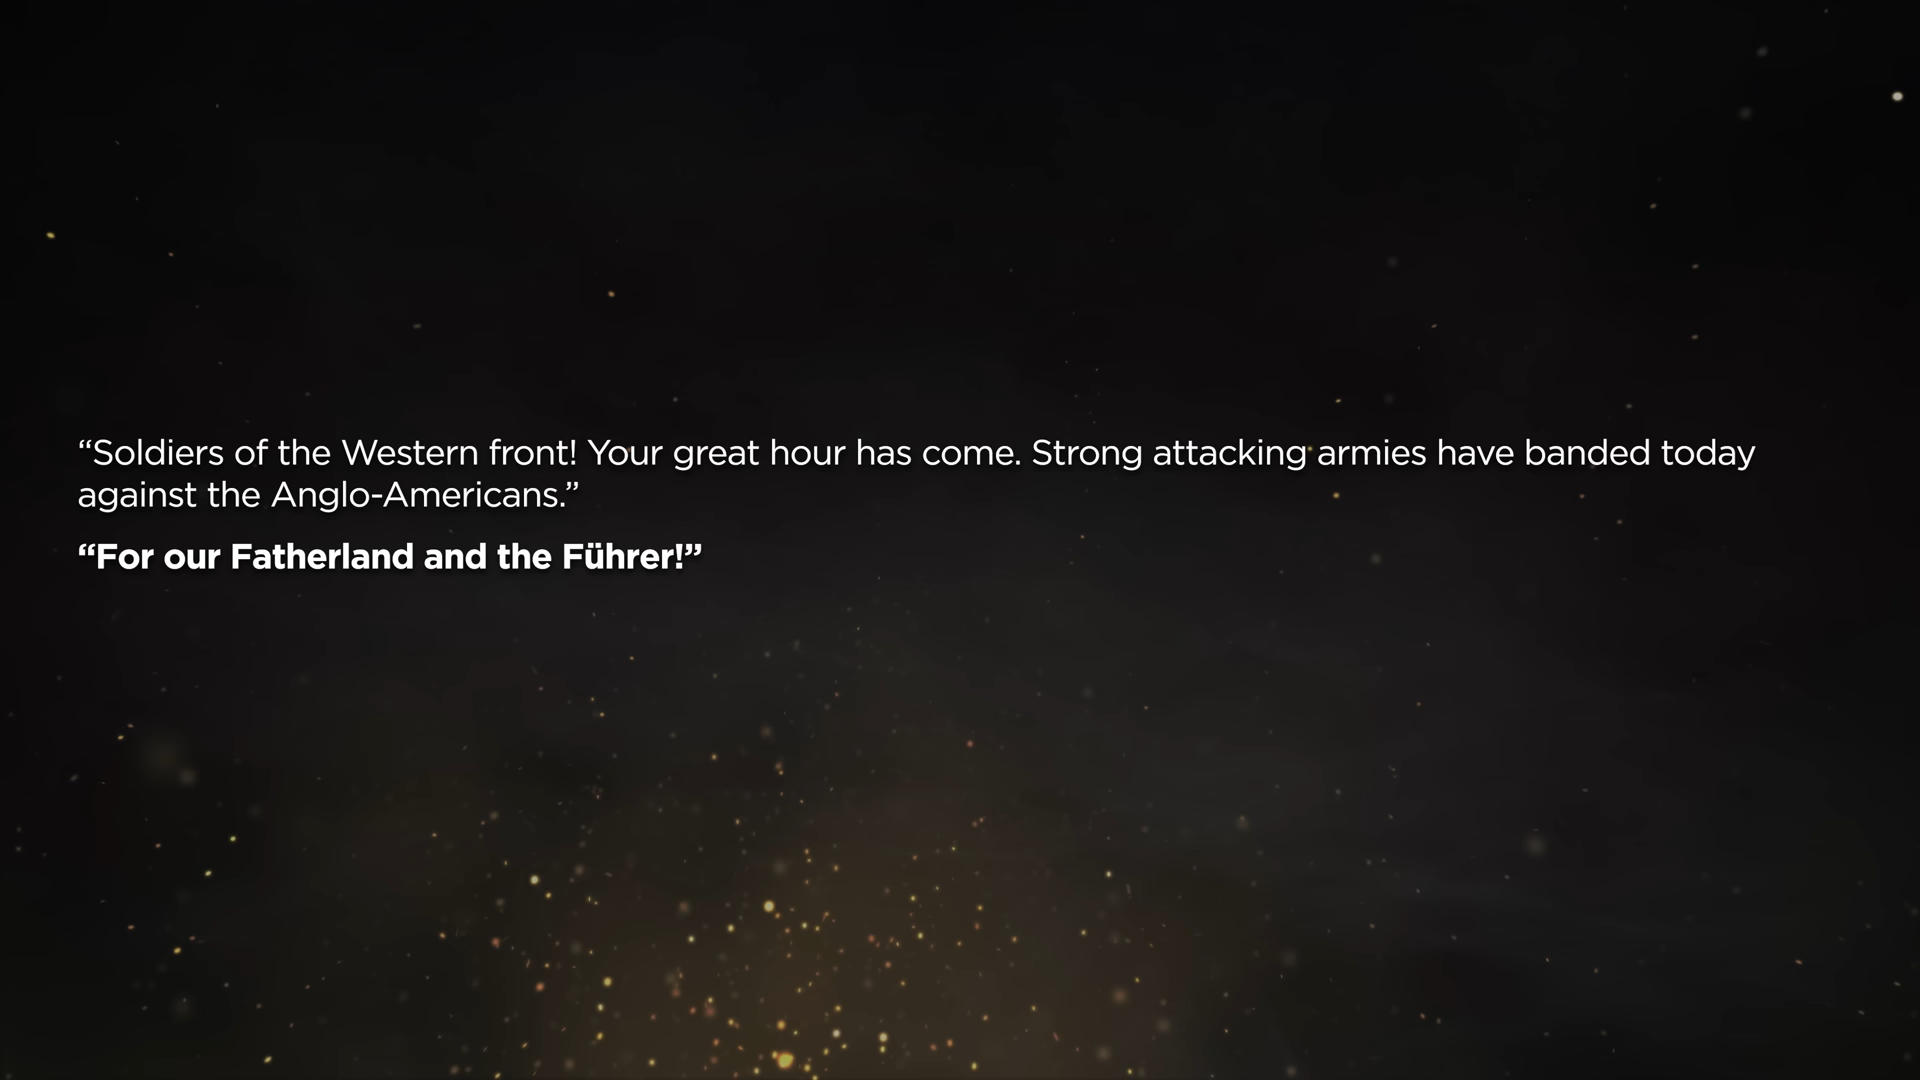 “Soldiers of the Western front! Your great hour has come. Strong attacking armies have banded today
against the Anglo-Americans.”
“For our Fatherland and the Führer!”